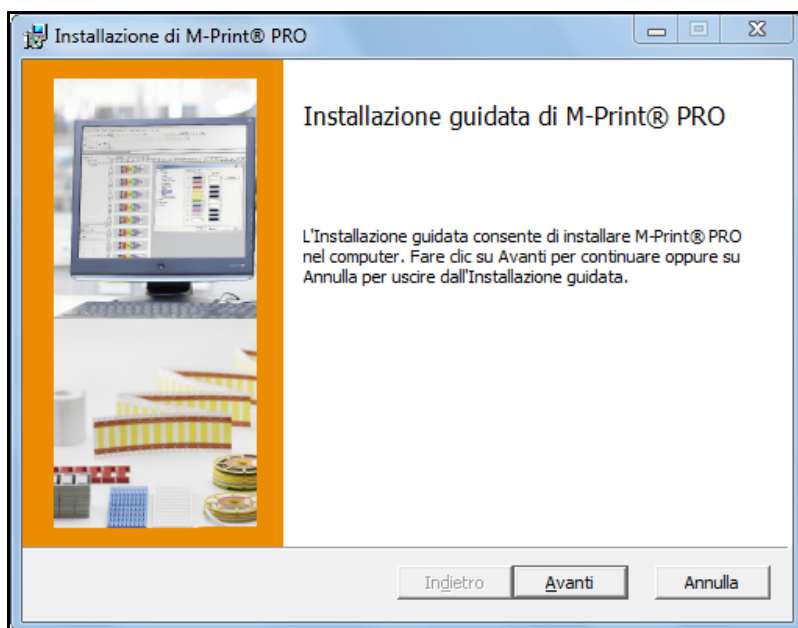 Installazione di M-Print® PRO
Installazione guidata di M-Print® PRO
L'Installazione guidata consente di installare M-Print® PRO
nel computer. Fare clic su Avanti per continuare oppure su
Annulla per uscire dall'Installazione guidata.
Indietro
Avanti
Annulla